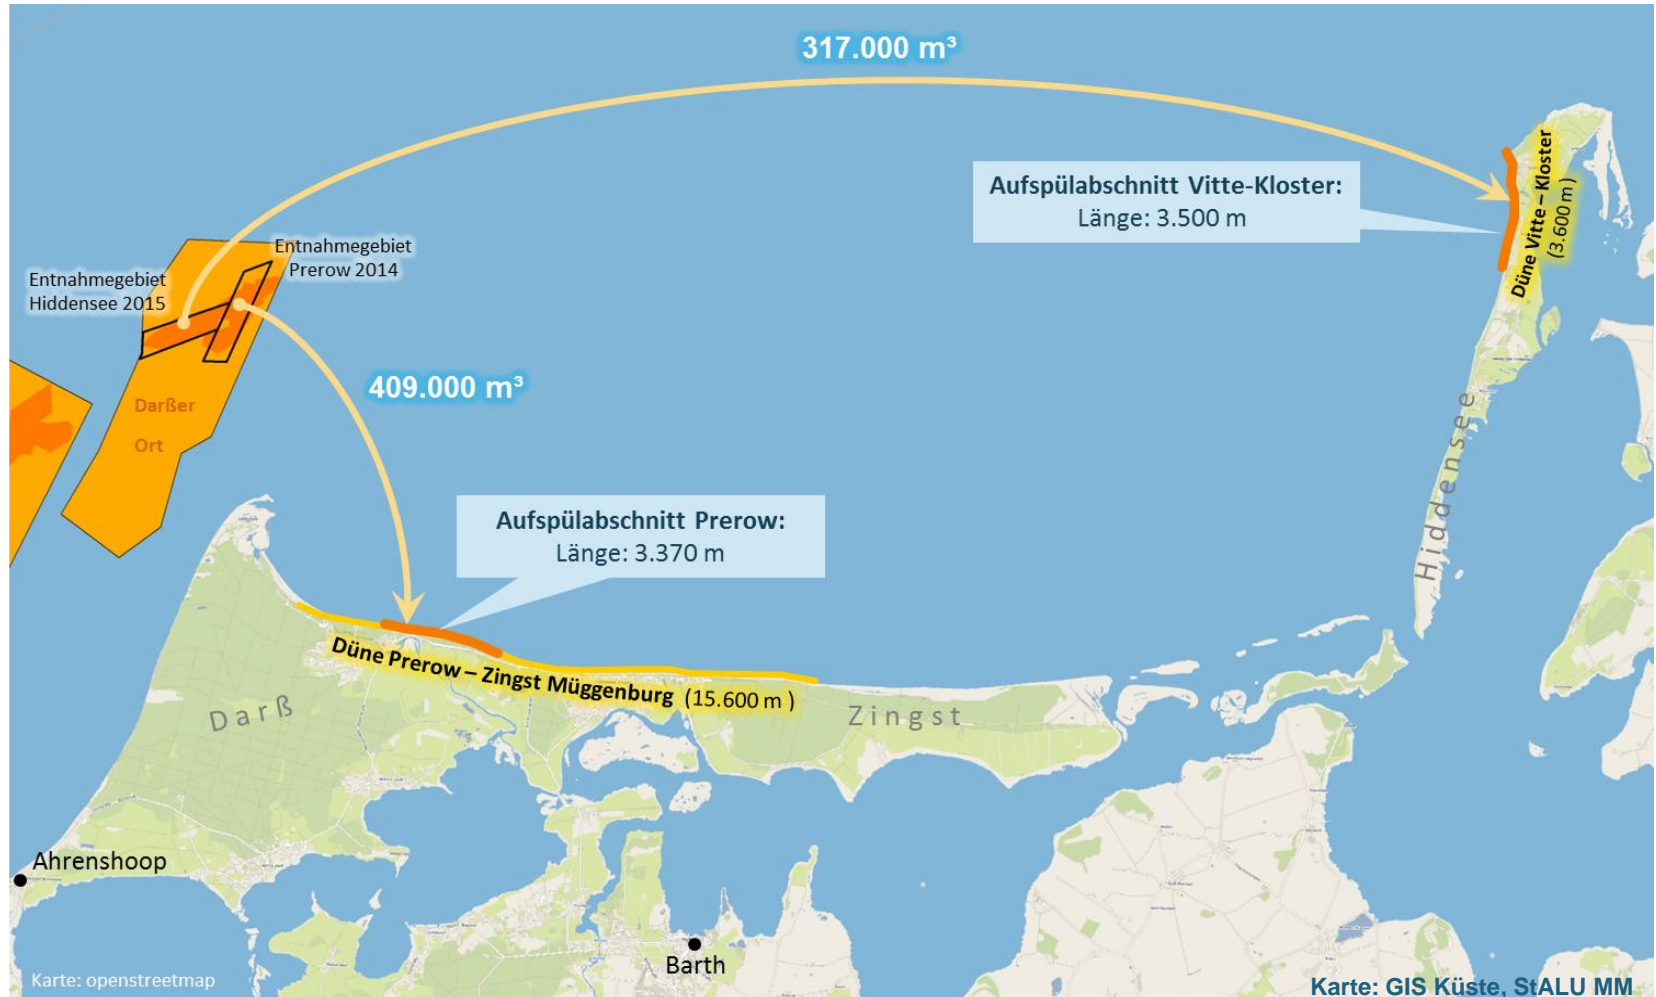 317.000 m³
Aufspülabschnitt Vitte-Kloster:
Länge: 3.500 m
Düne Vitte – Kloster
(3.600 m )
Entnahmegebiet
Prerow 2014
Entnahmegebiet
Hiddensee 2015
409.000 m³
Darßer
Ort
Hiddensee
Aufspülabschnitt Prerow:
Länge: 3.370 m
Düne Prerow – Zingst Müggenburg (15.600 m )
Darß
Zingst
Ahrenshoop
Barth
Karte: openstreetmap
Karte: GIS Küste, StALU MM